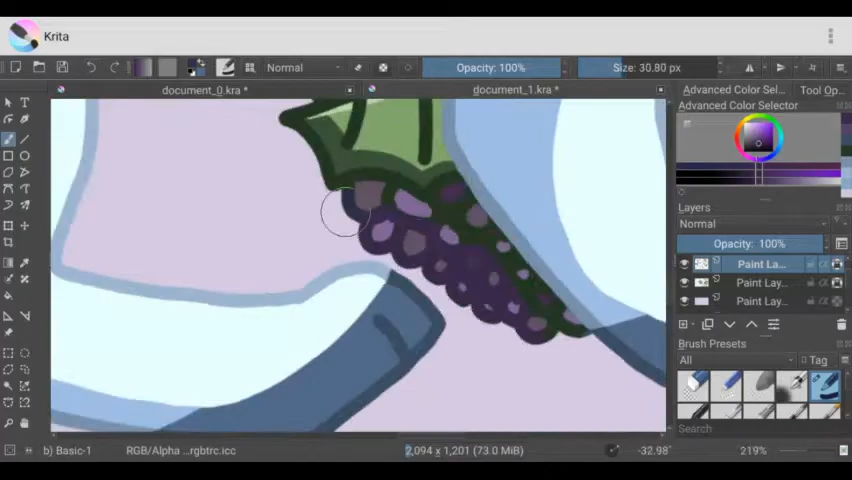 Krita
Normal
Opacity: 100%
Size: 30.80 px
document_0.kra *
document_1.kra *
Advanced Color Sel...
Tool Op...
Advanced Color Selector
Layers
Normal
Opacity: 100%
Paint La...
Paint Lay...
Paint Lay...
Brush Presets
All
Tag
Search
b) Basic-1
RGB/Alpha ...rgbtrc.icc
2,094 x 1,201 (73.0 MiB)
-32.98°
219%